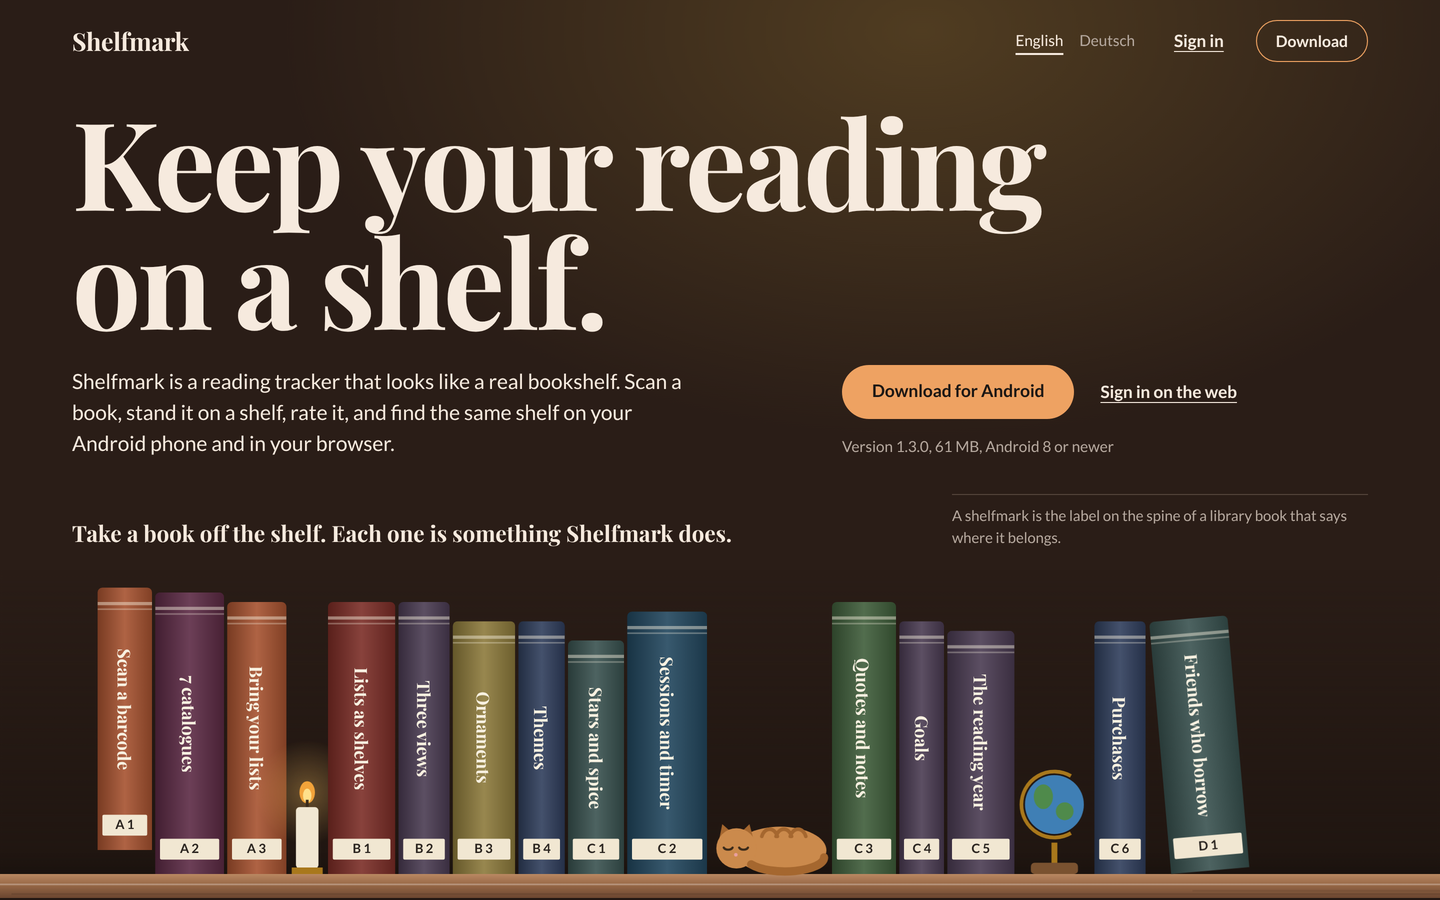 Shelfmark
English
Deutsch
Sign in
Download
Keep your reading
on a shelf.
Shelfmark is a reading tracker that looks like a real bookshelf. Scan a
book, stand it on a shelf, rate it, and find the same shelf on your
Android phone and in your browser.
Download for Android
Sign in on the web
Version 1.3.0, 61 MB, Android 8 or newer
Take a book off the shelf. Each one is something Shelfmark does.
A shelfmark is the label on the spine of a library book that says
where it belongs.
Scan a barcode
A1
7 catalogues
A2
Bring your lists
A3
Lists as shelves
B1
Three views
B2
Ornaments
B3
Themes
B4
Stars and spice
C1
Sessions and timer
C2
Quotes and notes
C3
Goals
C4
The reading year
C5
Purchases
C6
Friends who borrow
D1